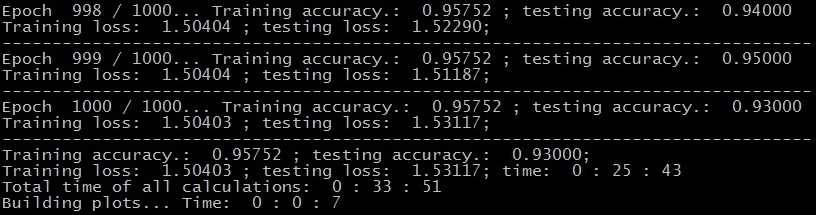 Epoch  998 / 1000... Training accuracy.:  0.95752 ; testing accuracy.:  0.94000
Training loss:  1.50404 ; testing loss:  1.52290;
--------------------------------------------------------------------------------
Epoch  999 / 1000... Training accuracy.:  0.95752 ; testing accuracy.:  0.95000
Training loss:  1.50404 ; testing loss:  1.51187;
--------------------------------------------------------------------------------
Epoch  1000 / 1000... Training accuracy.:  0.95752 ; testing accuracy.:  0.93000
Training loss:  1.50403 ; testing loss:  1.53117;
--------------------------------------------------------------------------------
Training accuracy.:  0.95752 ; testing accuracy.:  0.93000;
Training loss:  1.50403 ; testing loss:  1.53117; time:  0 : 25 : 43
Total time of all calculations:  0 : 33 : 51
Building plots... Time:  0 : 0 : 7